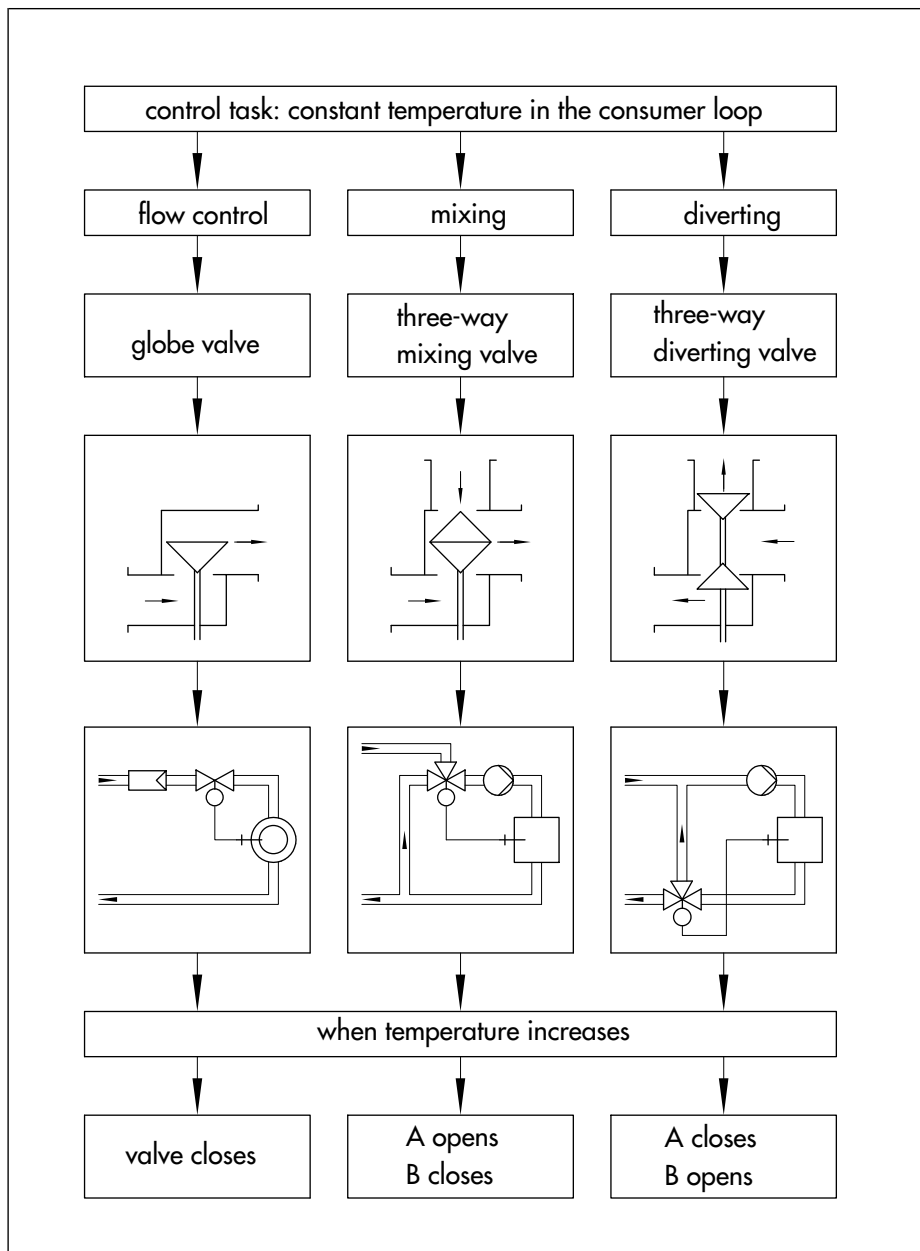 control task: constant temperature in the consumer loop
flow control
mixing
diverting
globe valve
three-way
mixing valve
three-way
diverting valve
when temperature increases
valve closes
A opens
B closes
A closes
B opens